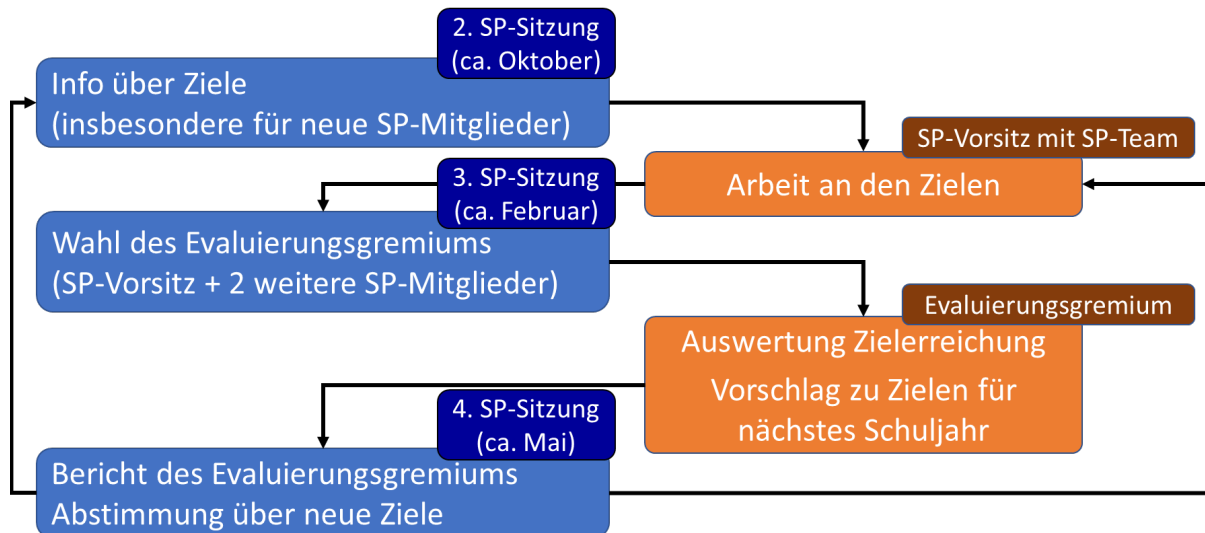 2. SP-Sitzung
(ca. Oktober)
Info über Ziele
(insbesondere für neue SP-Mitglieder)
SP-Vorsitz mit SP-Team
Arbeit an den Zielen
3. SP-Sitzung
(ca. Februar)
Wahl des Evaluierungsgremiums
(SP-Vorsitz + 2 weitere SP-Mitglieder)
Evaluierungsgremium
Auswertung Zielerreichung
Vorschlag zu Zielen für
nächstes Schuljahr
4. SP-Sitzung
(ca. Mai)
Bericht des Evaluierungsgremiums
Abstimmung über neue Ziele